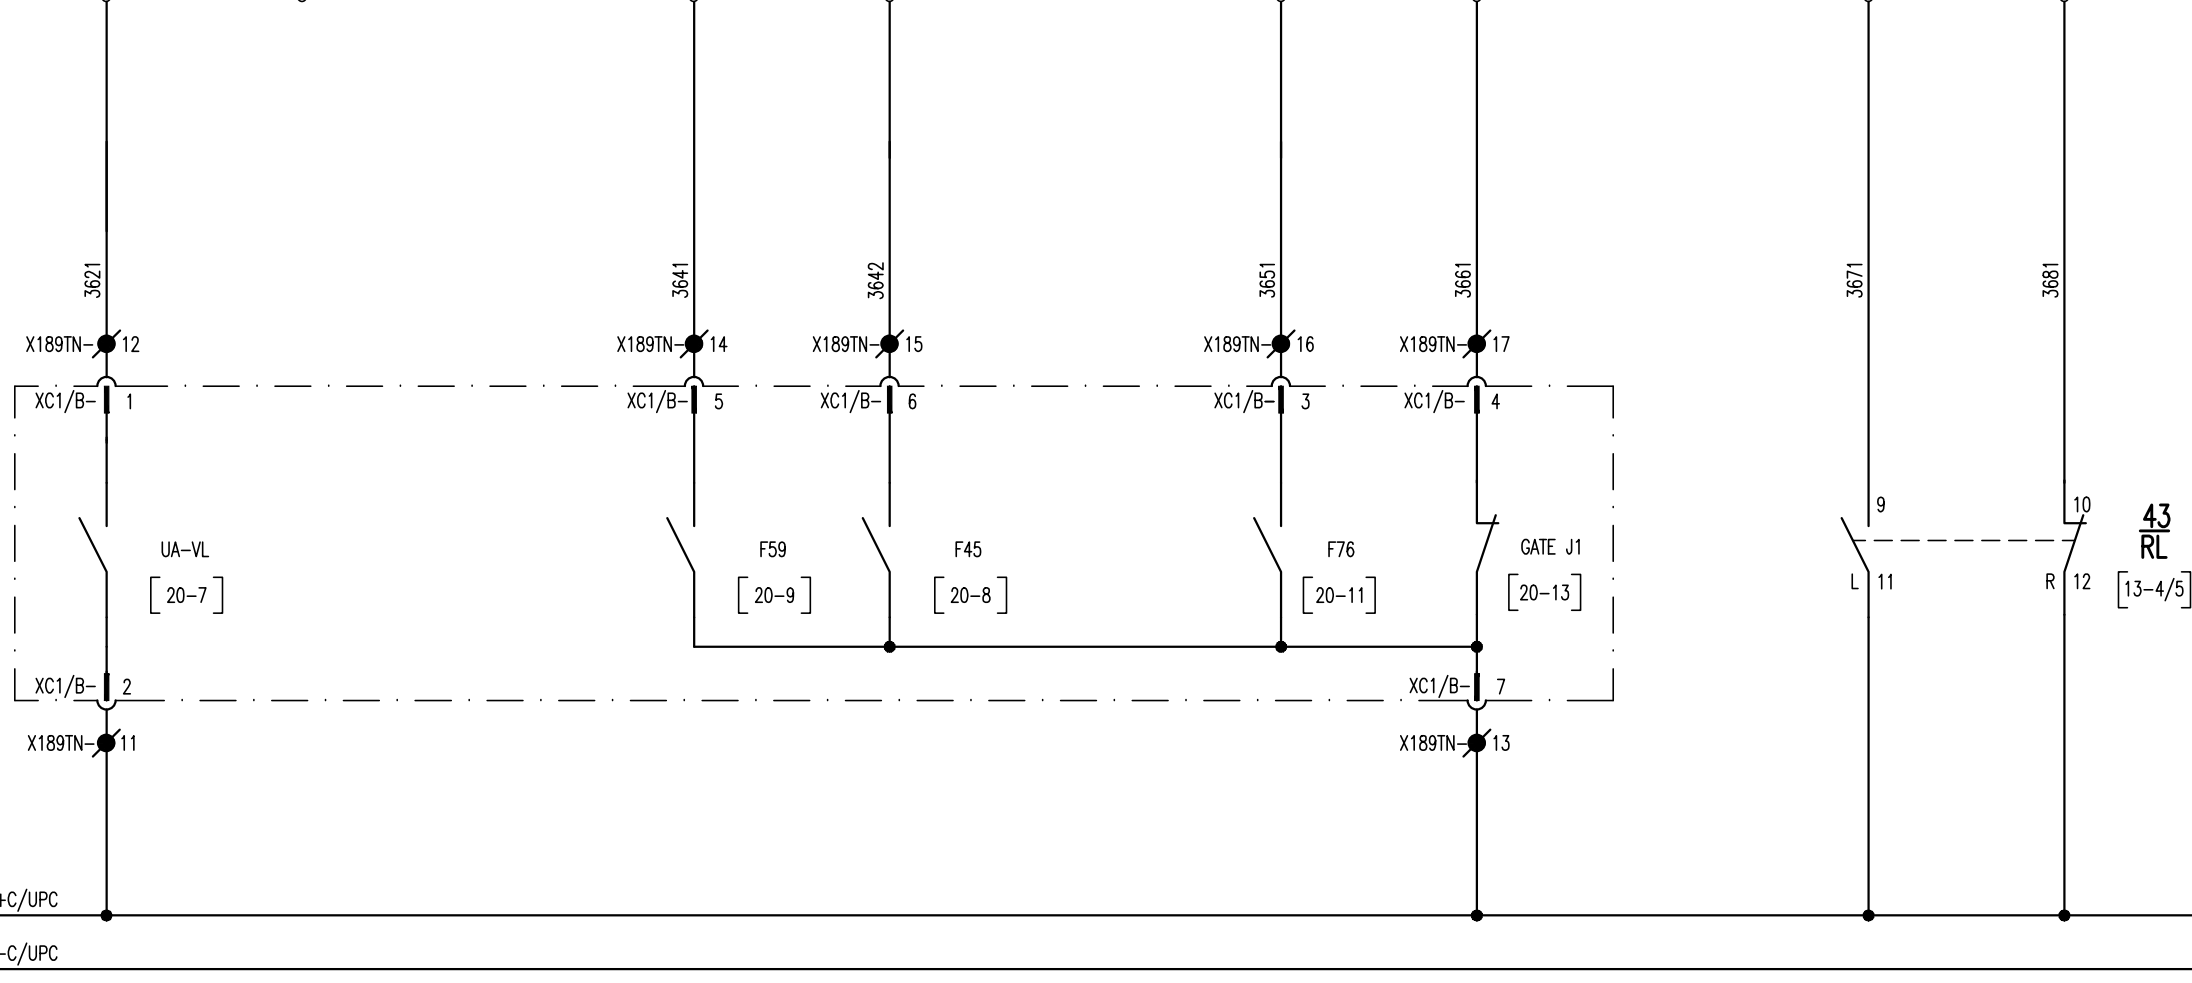 3621
3641
3642
3651
3661
3671
3681
X189TN- 12
X189TN- 14
X189TN- 15
X189TN- 16
X189TN- 17
XC1/B- 1
XC1/B- 5
XC1/B- 6
XC1/B- 3
XC1/B- 4
9
10
43
RL
UA-VL
F59
F45
F76
GATE J1
L 11
R 12
[13-4/5]
[20-7]
[20-9]
[20-8]
[20-11]
[20-13]
XC1/B- 2
XC1/B- 7
X189TN- 11
X189TN- 13
+C/UPC
-C/UPC